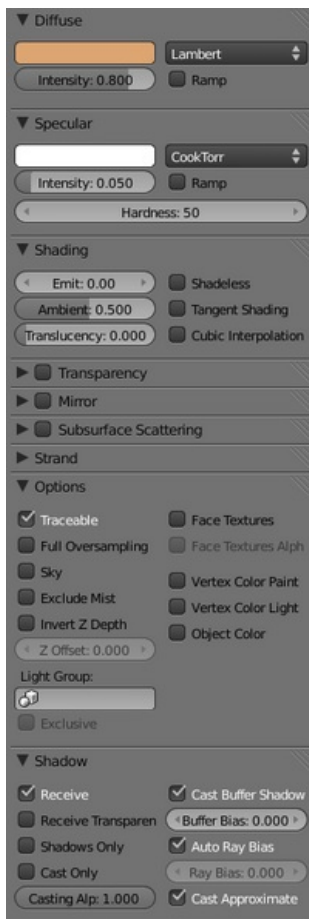 Diffuse
Lambert
Intensity: 0.800 Ramp
Specular
CookTorr
Intensity: 0.050 Ramp
Hardness: 50
Shading
Emit: 0.00 Shadeless
Ambient: 0.500 Tangent Shading
Translucency: 0.000 Cubic Interpolation
Transparency
Mirror
Subsurface Scattering
Strand
Options
Traceable Face Textures
Full Oversampling Face Textures Alph
Sky Vertex Color Paint
Exclude Mist Vertex Color Light
Invert Z Depth Object Color
Z Offset: 0.000
Light Group:
Exclusive
Shadow
Receive Cast Buffer Shadow
Receive Transparen Buffer Bias: 0.000
Shadows Only Auto Ray Bias
Cast Only Ray Bias: 0.000
Casting Alp: 1.000 Cast Approximate